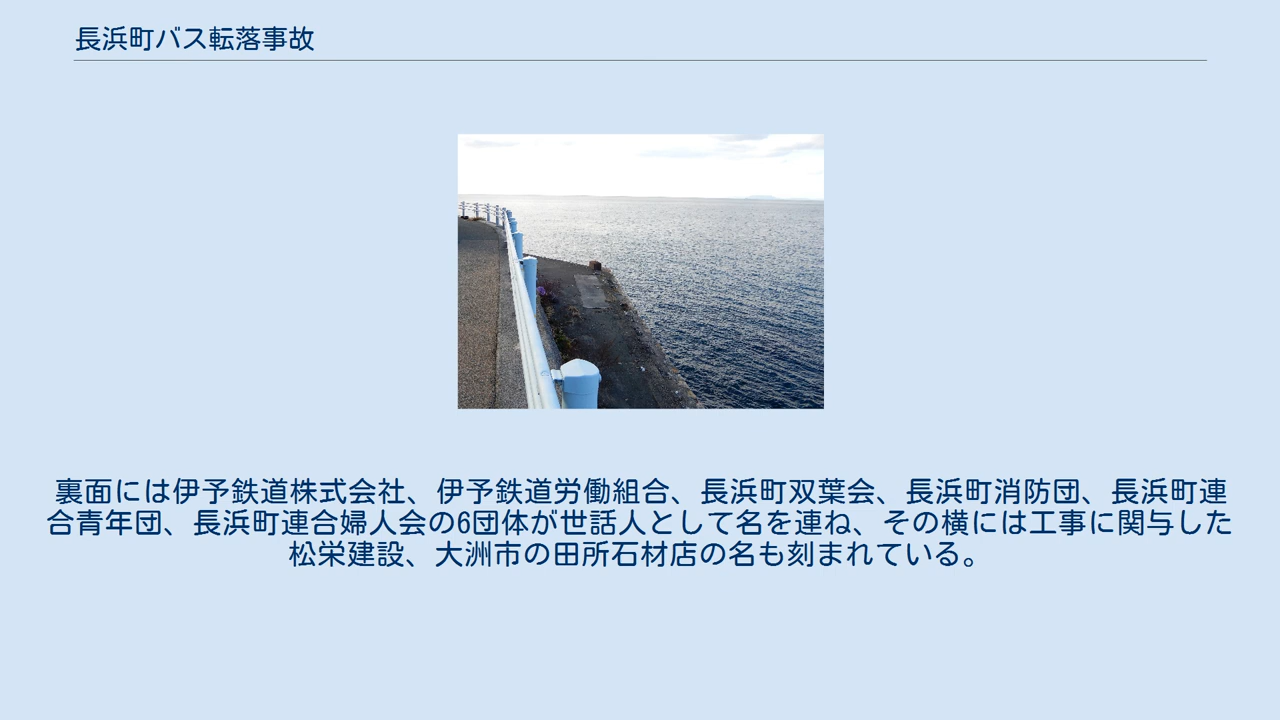 長浜町バス転落事故
裏面には伊予鉄道株式会社、伊予鉄道労働組合、長浜町双葉会、長浜町消防団、長浜町連
合青年団、長浜町連合婦人会の6団体が世話人として名を連ね、その横には工事に関与した
松栄建設、大洲市の田所石材店の名も刻まれている。